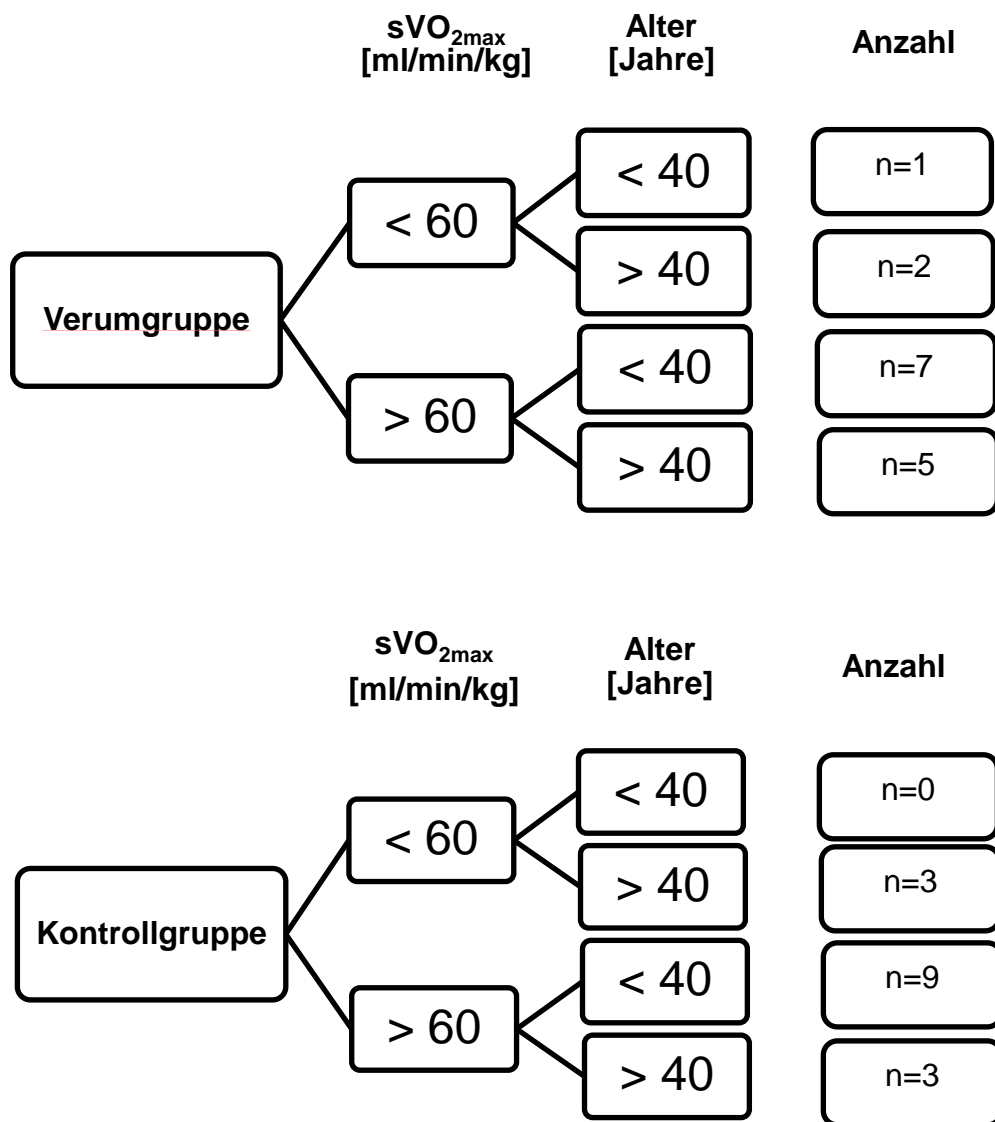 sVO2max
[ml/min/kg]
Alter
[Jahre]
Anzahl
< 40
n=1
< 60
> 40
n=2
Verumgruppe
< 40
n=7
> 60
> 40
n=5
sVO2max
[ml/min/kg]
Alter
[Jahre]
Anzahl
< 40
n=0
< 60
> 40
n=3
Kontrollgruppe
< 40
n=9
> 60
> 40
n=3